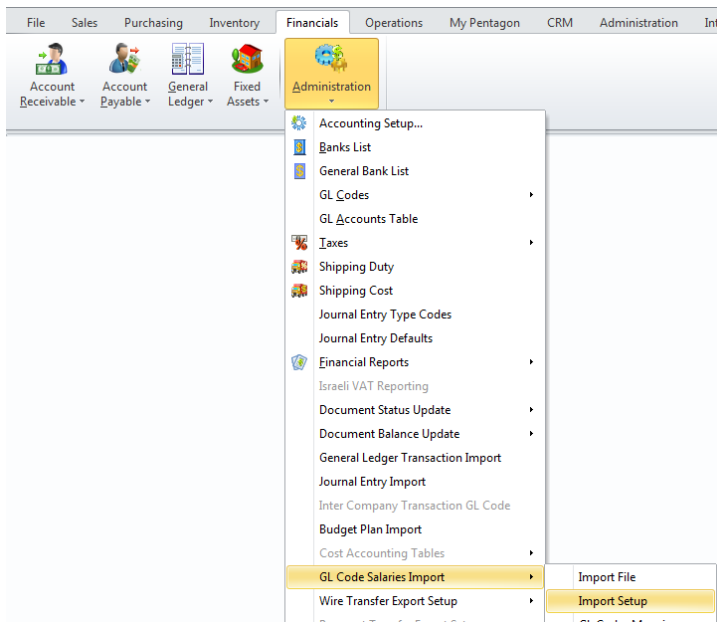 File Sales Purchasing Inventory Financials Operations My Pentagon CRM Administration
Account Receivable
Account Payable
General Ledger
Fixed Assets
Administration
Accounting Setup...
Banks List
General Bank List
GL Codes
GL Accounts Table
Taxes
Shipping Duty
Shipping Cost
Journal Entry Type Codes
Journal Entry Defaults
Financial Reports
Israeli VAT Reporting
Document Status Update
Document Balance Update
General Ledger Transaction Import
Journal Entry Import
Inter Company Transaction GL Code
Budget Plan Import
Cost Accounting Tables
GL Code Salaries Import
Import File
Wire Transfer Export Setup
Import Setup